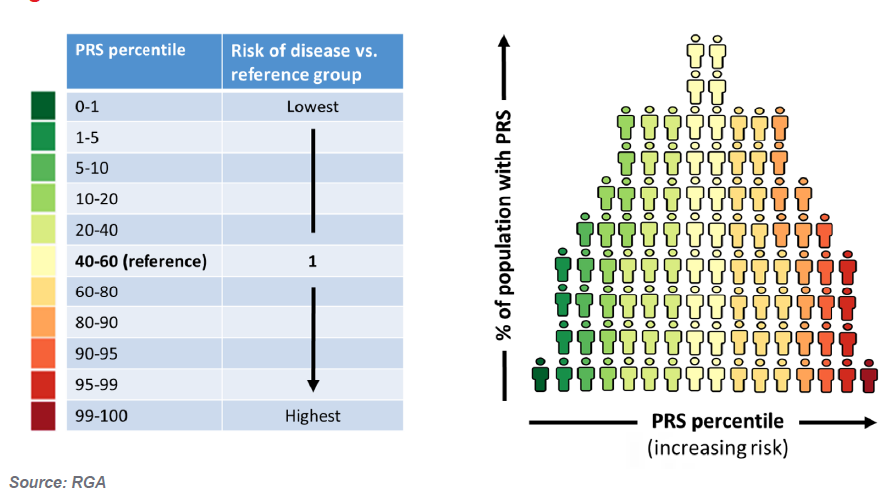 PRS percentile
Risk of disease vs.
reference group
0-1
Lowest
1-5
5-10
10-20
20-40
40-60 (reference)
1
60-80
80-90
90-95
95-99
99-100
Highest
% of population with PRS
PRS percentile
(increasing risk)
Source: RGA